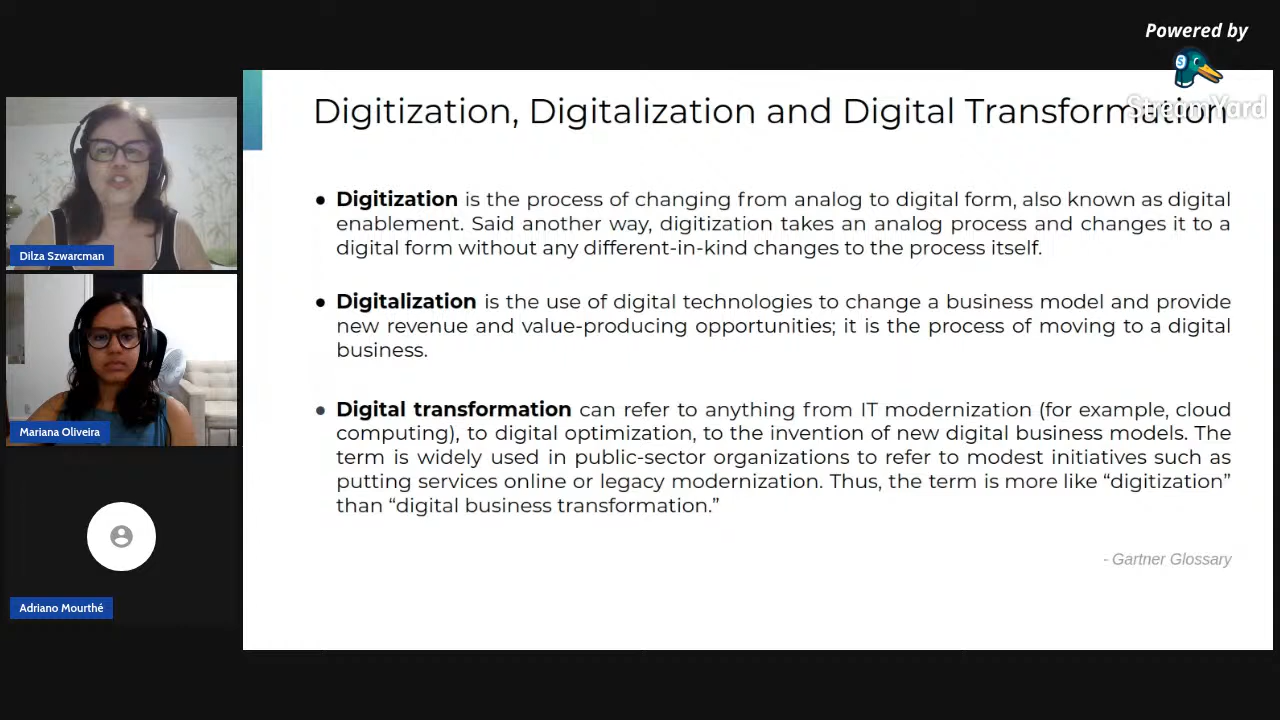 Powered by
StreamYard
Digitization, Digitalization and Digital Transformation
Dilza Szwarcman
Mariana Oliveira
Adriano Mourthé
• Digitization is the process of changing from analog to digital form, also known as digital
enablement. Said another way, digitization takes an analog process and changes it to a
digital form without any different-in-kind changes to the process itself.
• Digitalization is the use of digital technologies to change a business model and provide
new revenue and value-producing opportunities; it is the process of moving to a digital
business.
• Digital transformation can refer to anything from IT modernization (for example, cloud
computing), to digital optimization, to the invention of new digital business models. The
term is widely used in public-sector organizations to refer to modest initiatives such as
putting services online or legacy modernization. Thus, the term is more like “digitization”
than “digital business transformation.”
- Gartner Glossary